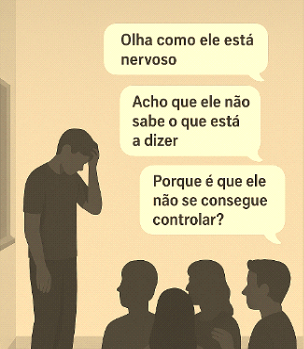 Olha como ele está
nervoso
Acho que ele não
sabe o que está
a dizer
Porque é que ele
não se consegue
controlar?